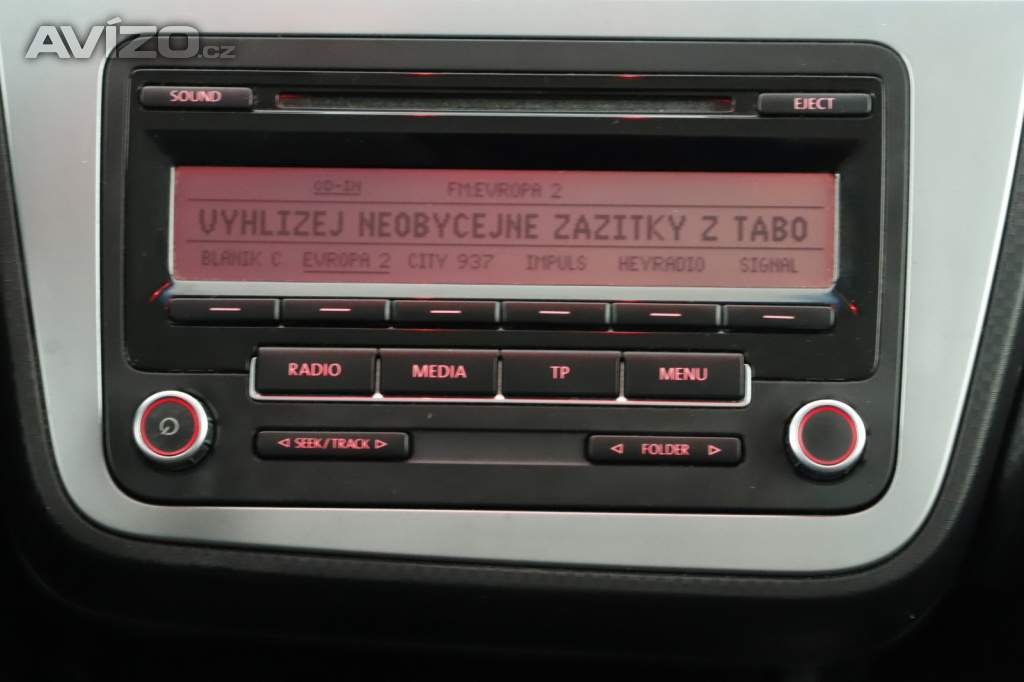 AVÍZO.cz
SOUND
EJECT
CD-IN FM:EVROPA 2
VYHLIZEJ NEOBYCEJNE ZAZITKY Z TABO
BLANIK C EVROPA 2 CITY 937 IMPULS HEYRADIO SIGNAL
RADIO MEDIA TP MENU
◁ SEEK/TRACK ▷
◁ FOLDER ▷